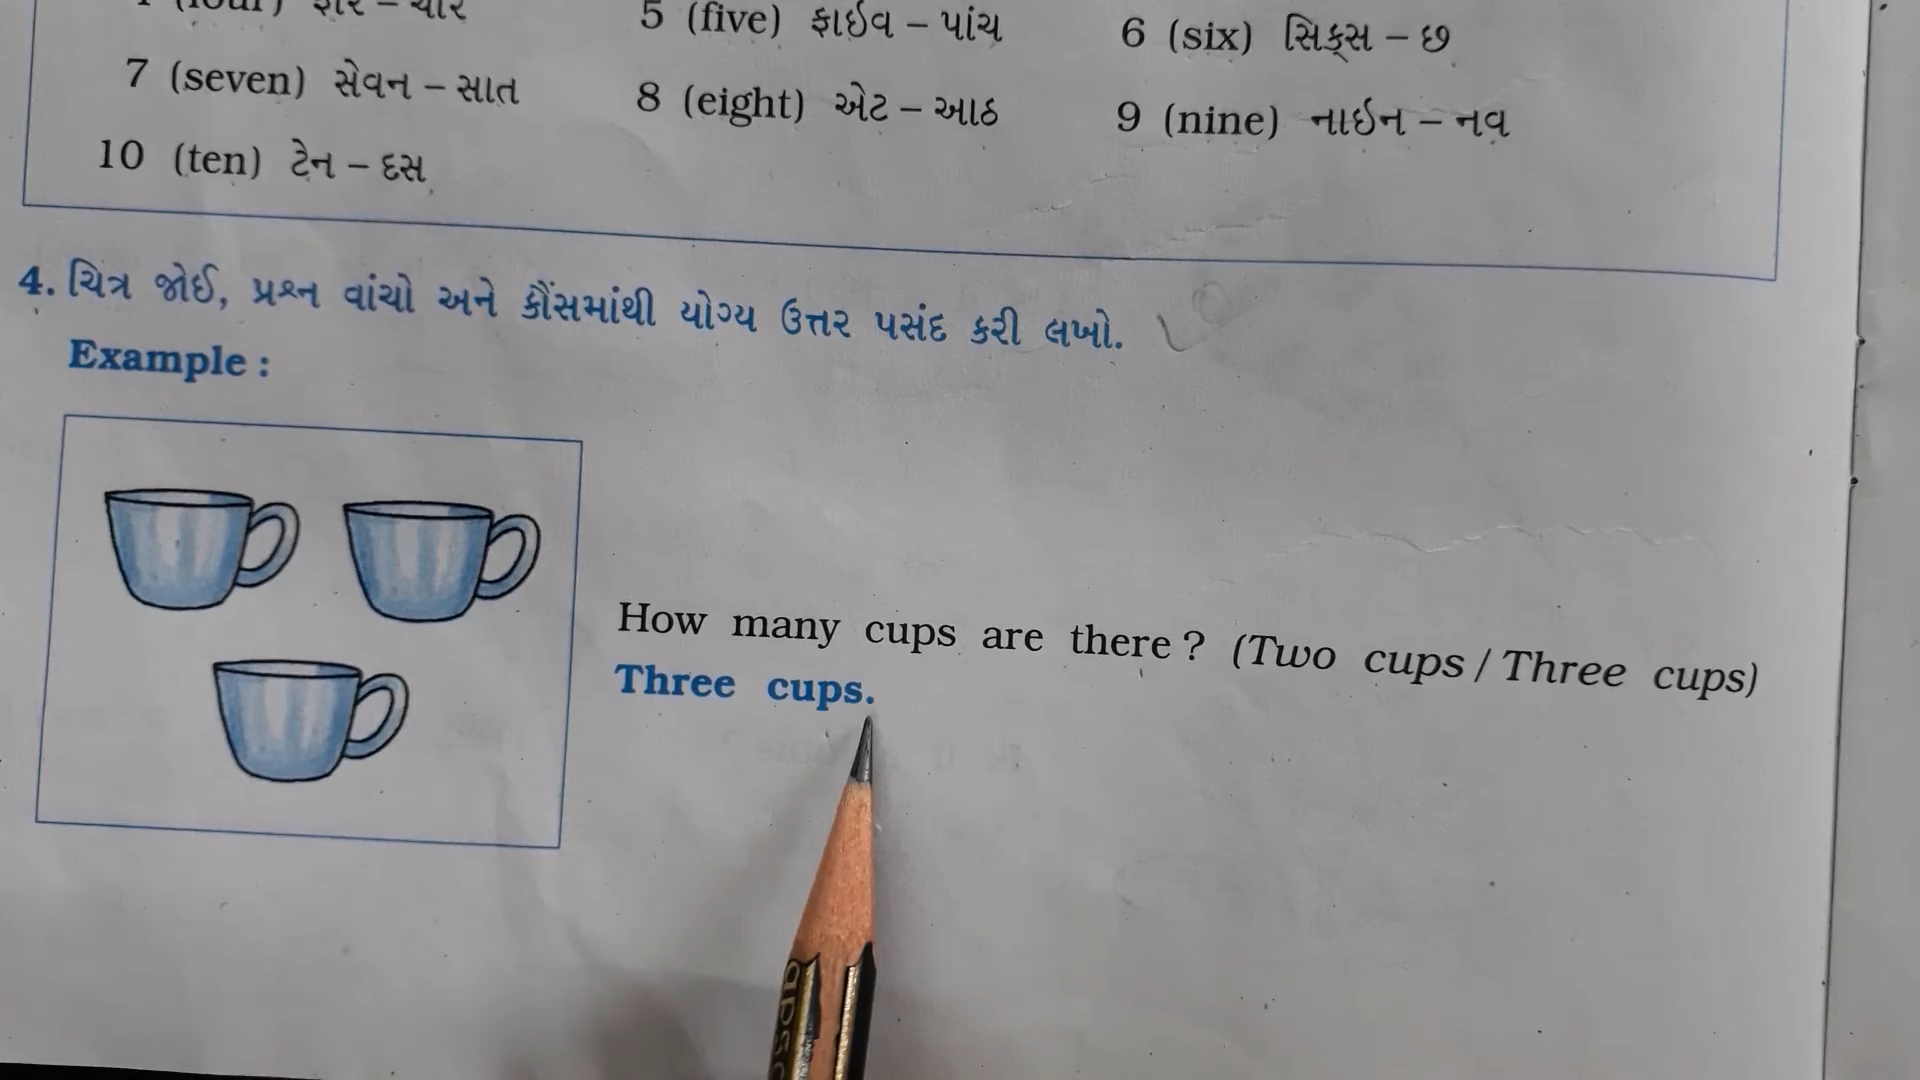 (four) ફોર – ચાર
5 (five) ફાઇવ – પાંચ
6 (six) સિક્સ – છ
7 (seven) સેવન – સાત
8 (eight) એટ – આઠ
9 (nine) નાઇન – નવ
10 (ten) ટેન – દસ
4. ચિત્ર જોઈ, પ્રશ્ન વાંચો અને કૌંસમાંથી યોગ્ય ઉત્તર પસંદ કરી લખો.
Example :
How many cups are there ? (Two cups / Three cups)
Three cups.
apsa